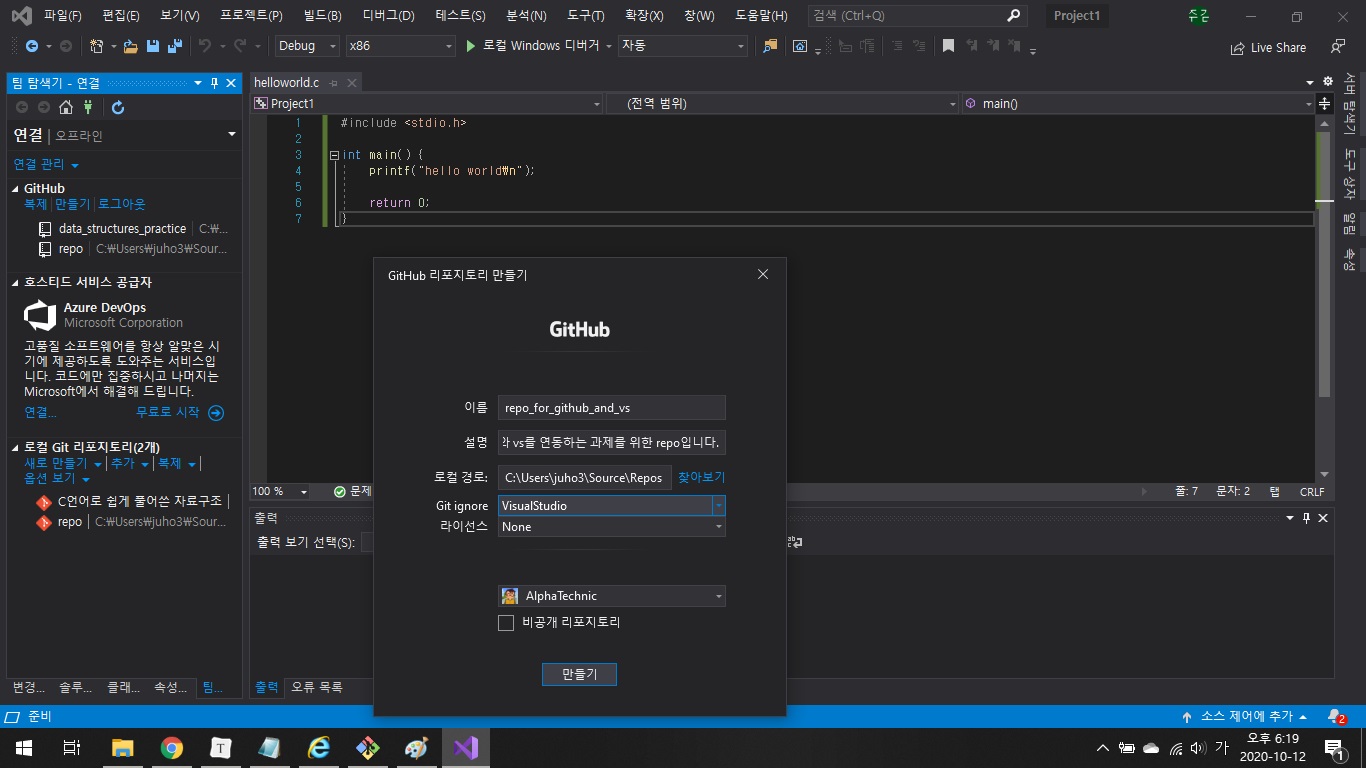 파일(F) 편집(E) 보기(V) 프로젝트(P) 빌드(B) 디버그(D) 테스트(S) 분석(N) 도구(T) 확장(X) 창(W) 도움말(H) 검색 (Ctrl+Q) Project1 주김
Debug x86 로컬 Windows 디버거 자동 Live Share
팀 탐색기 - 연결
연결 | 오프라인
연결 관리
GitHub
복제 | 만들기 | 로그아웃
data_structures_practice | C:₩...
repo | C:₩Users₩juho3₩Sour...
호스티드 서비스 공급자
Azure DevOps
Microsoft Corporation
고품질 소프트웨어를 항상 알맞은 시
기에 제공하도록 도와주는 서비스입
니다. 코드에만 집중하시고 나머지는
Microsoft에서 해결해 드립니다.
연결... 무료로 시작
로컬 Git 리포지토리(2개)
새로 만들기 | 추가 | 복제 |
옵션 보기
C언어로 쉽게 풀어쓴 자료구조 |
repo | C:₩Users₩juho3₩Sour...
변경... 솔루... 클래... 속성... 팀...
helloworld.c
Project1 (전역 범위) main()
1 #include <stdio.h>
2
3 int main() {
4 printf("hello world₩n");
5
6 return 0;
7 }
100 % 문제 줄: 7 문자: 2 탭 CRLF
출력
출력 보기 선택(S):
출력 오류 목록
GitHub 리포지토리 만들기
GitHub
이름 repo_for_github_and_vs
설명 와 vs를 연동하는 과제를 위한 repo입니다.
로컬 경로: C:\Users\juho3\Source\Repos 찾아보기
Git ignore VisualStudio
라이선스 None
AlphaTechnic
비공개 리포지토리
만들기
서버 탐색기
도구 상자
알림
속성
준비 소스 제어에 추가 2
T 가 오후 6:19
2020-10-12 1